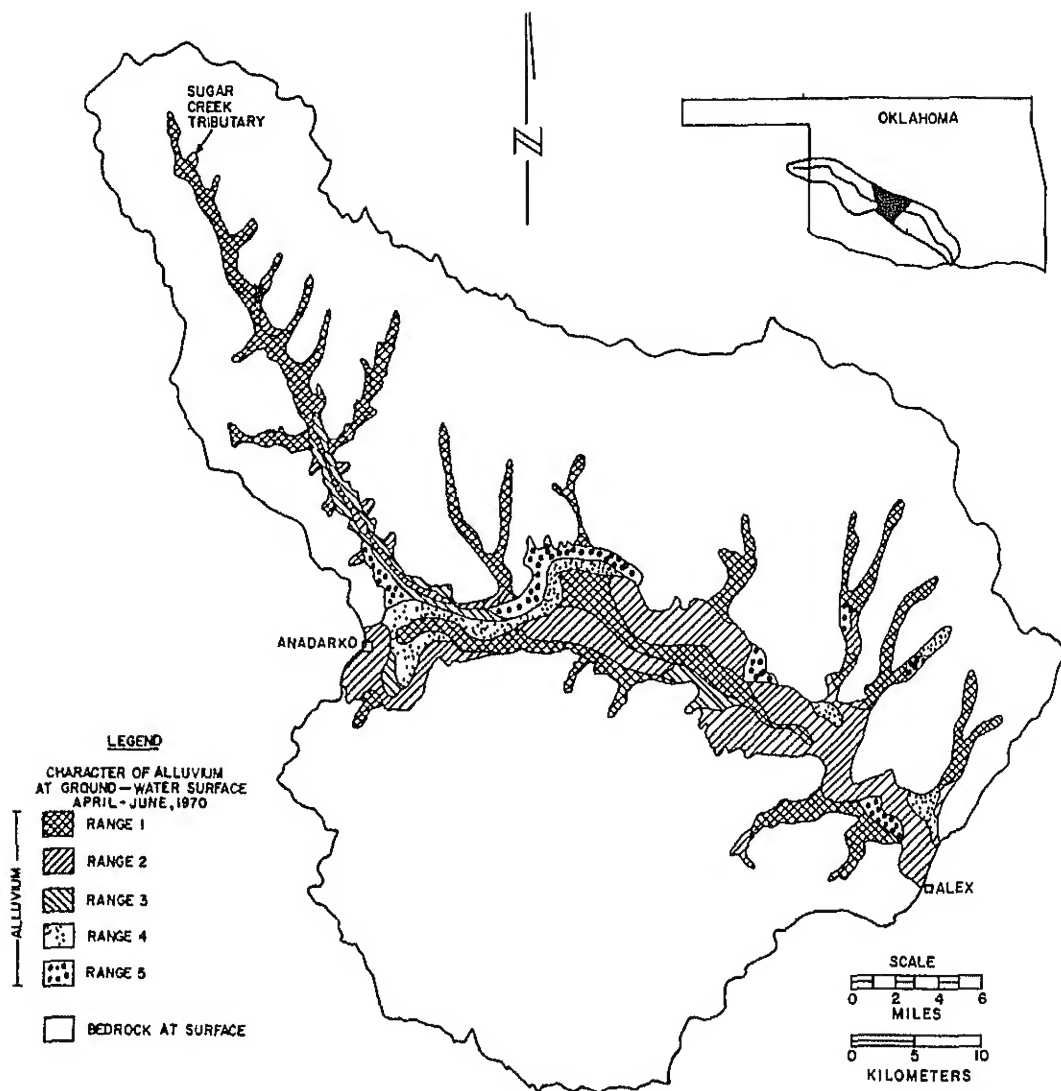 SUGAR
CREEK
TRIBUTARY
N
OKLAHOMA
ANADARKO
ALEX
LEGEND
CHARACTER OF ALLUVIUM
AT GROUND-WATER SURFACE
APRIL-JUNE, 1970
ALLUVIUM
RANGE 1
RANGE 2
RANGE 3
RANGE 4
RANGE 5
BEDROCK AT SURFACE
SCALE
0 2 4 6
MILES
0 5 10
KILOMETERS